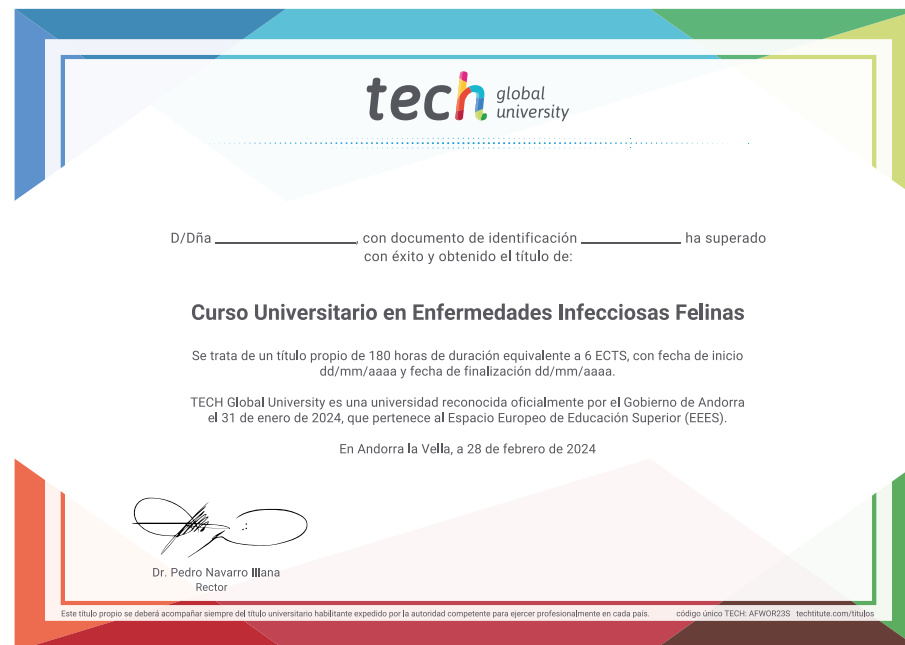 tech global university
D/Dña ______________, con documento de identificación __________ ha superado
con éxito y obtenido el título de:
Curso Universitario en Enfermedades Infecciosas Felinas
Se trata de un título propio de 180 horas de duración equivalente a 6 ECTS, con fecha de inicio
dd/mm/aaaa y fecha de finalización dd/mm/aaaa.
TECH Global University es una universidad reconocida oficialmente por el Gobierno de Andorra
el 31 de enero de 2024, que pertenece al Espacio Europeo de Educación Superior (EEES).
En Andorra la Vella, a 28 de febrero de 2024
Dr. Pedro Navarro Illana
Rector
Este título propio se deberá acompañar siempre del título universitario habilitante expedido por la autoridad competente para ejercer profesionalmente en cada país. código único TECH: AFWOR23S techtitute.com/titulos